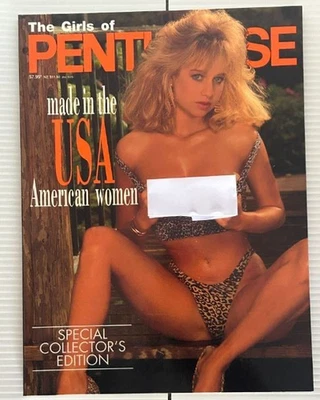 The Girls of
PENTHOUSE
made in the
USA
American women
SPECIAL
COLLECTOR'S
EDITION